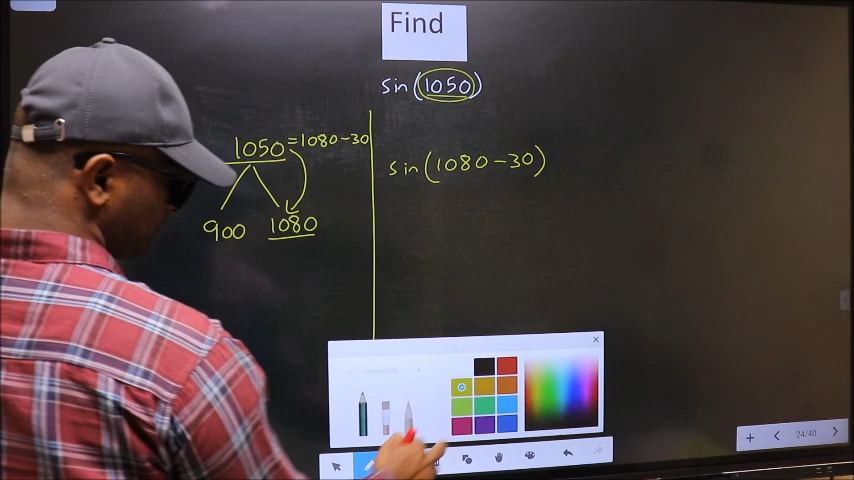 Find
sin(1050)
1050 = 1080 - 30
900 1080
sin(1080 - 30)
24/40